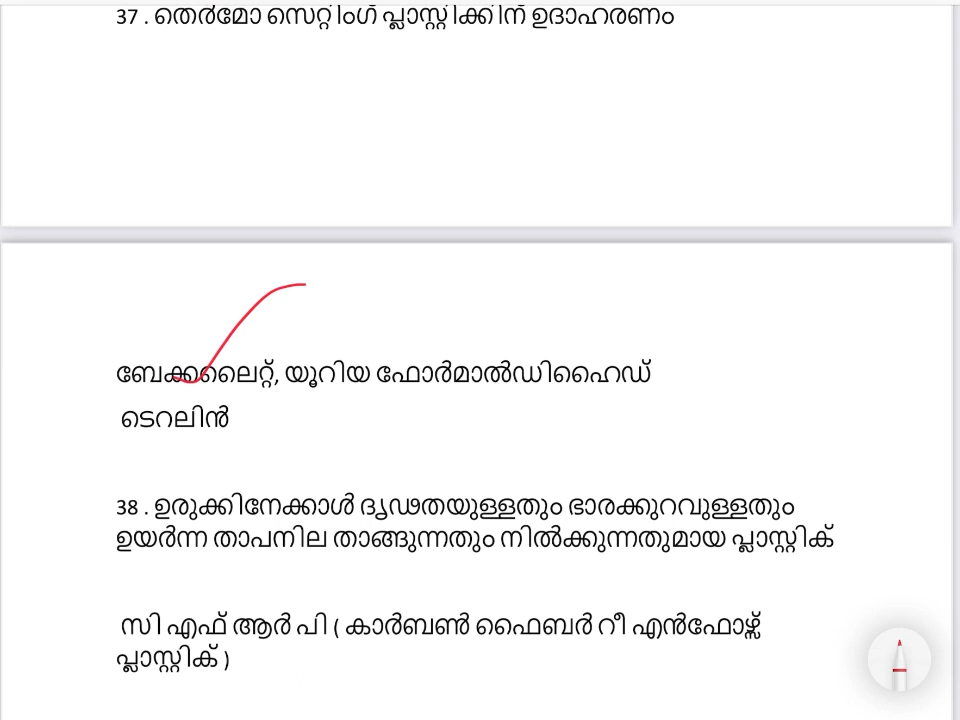 37 . തെർമോ സെറ്റിംഗ് പ്ലാസ്റ്റിക്കിന് ഉദാഹരണം
ബേക്കലൈറ്റ്, യൂറിയ ഫോർമാൽഡിഹൈഡ്
ടെറലിൻ
38 . ഉരുക്കിനേക്കാൾ ദൃഢതയുള്ളതും ഭാരക്കുറവുള്ളതും
ഉയർന്ന താപനില താങ്ങുന്നതും നിൽക്കുന്നതുമായ പ്ലാസ്റ്റിക്
സി എഫ് ആർ പി ( കാർബൺ ഫൈബർ റീ എൻഫോഴ്സ്
പ്ലാസ്റ്റിക് )